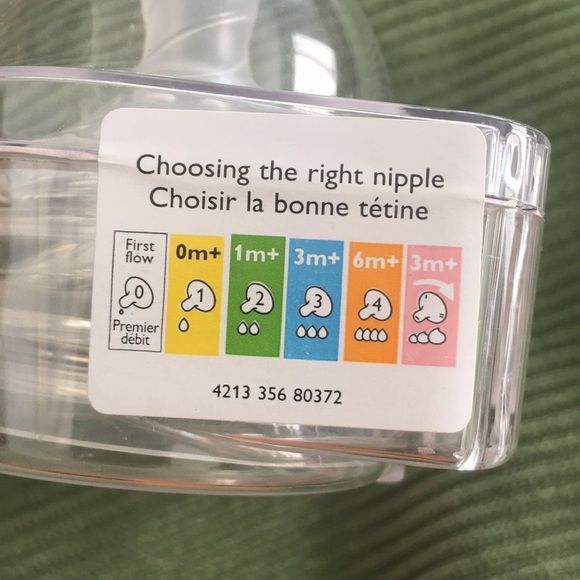 Choosing the right nipple
Choisir la bonne tétine
First
flow
0
Premier
débit
0m+
1
1m+
2
3m+
3
6m+
4
3m+
4213 356 80372